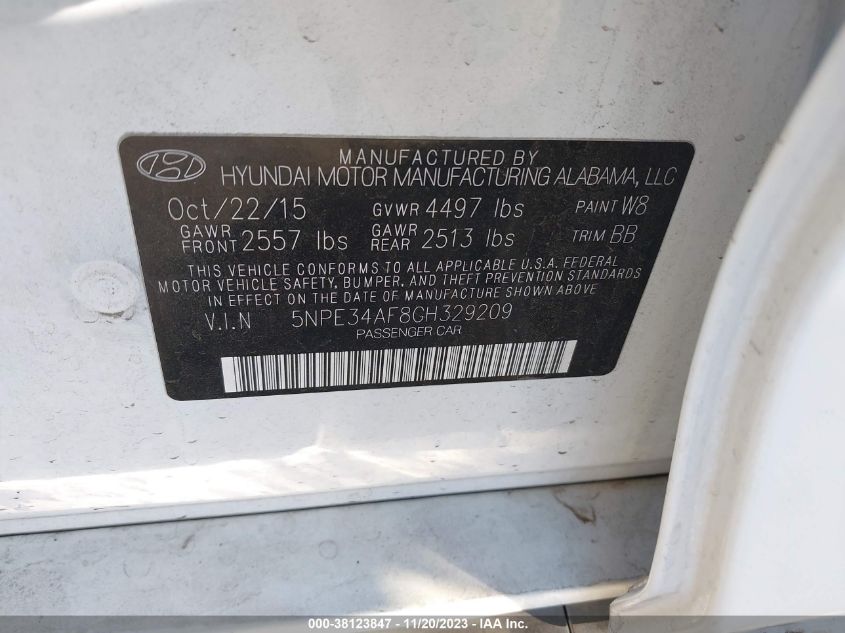 MANUFACTURED BY
HYUNDAI MOTOR MANUFACTURING ALABAMA, LLC
Oct/22/15 GVWR 4497 lbs PAINT W8
GAWR FRONT 2557 lbs GAWR REAR 2513 lbs TRIM BB
THIS VEHICLE CONFORMS TO ALL APPLICABLE U.S.A. FEDERAL
MOTOR VEHICLE SAFETY, BUMPER, AND THEFT PREVENTION STANDARDS
IN EFFECT ON THE DATE OF MANUFACTURE SHOWN ABOVE.
V.I.N 5NPE34AF8GH329209
PASSENGER CAR
000-38123847 - 11/20/2023 - IAA Inc.